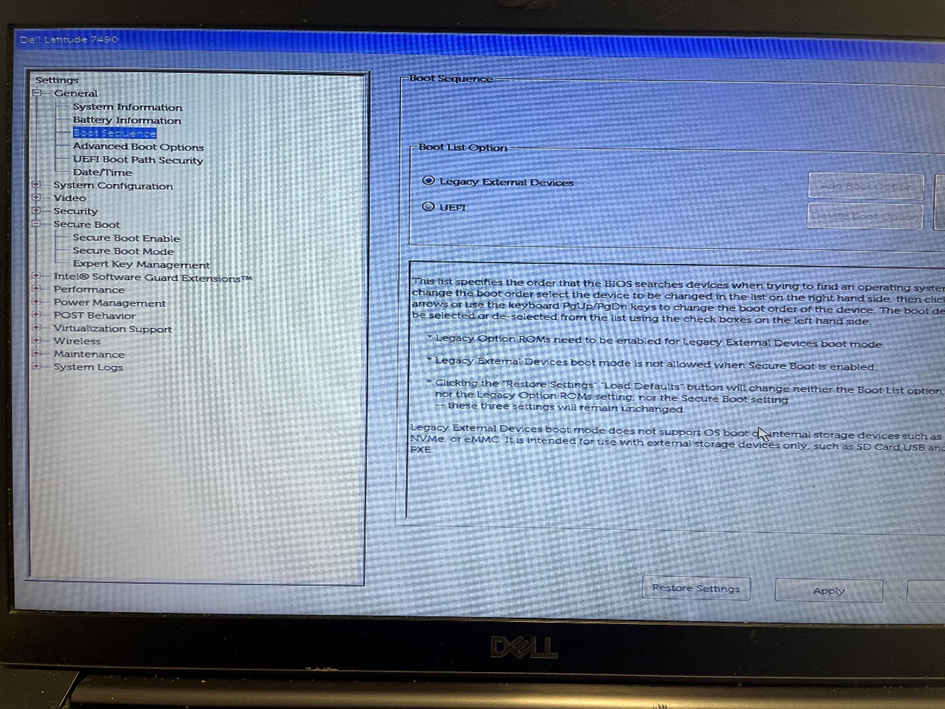 Dell Latitude 7490
Settings
General
System Information
Battery Information
Boot Sequence
Advanced Boot Options
UEFI Boot Path Security
Date/Time
System Configuration
Video
Security
Secure Boot
Secure Boot Enable
Secure Boot Mode
Expert Key Management
Intel® Software Guard Extensions™
Performance
Power Management
POST Behavior
Virtualization Support
Wireless
Maintenance
System Logs
Boot Sequence
Boot List Option
Legacy External Devices
UEFI
Add Boot Option
Delete Boot Option
This list specifies the order that the BIOS searches devices when trying to find an operating
change the boot order select the device to be changed in the list on the right hand side, then
arrows or use the keyboard PgUp/PgDn keys to change the boot order of the device. The boot
be selected or de-selected from the list using the check boxes on the left hand side.
* Legacy Option ROMs need to be enabled for Legacy External Devices boot mode.
* Legacy External Devices boot mode is not allowed when Secure Boot is enabled.
* Clicking the "Restore Settings" "Load Defaults" button will change neither the Boot List option
nor the Legacy Option ROMs setting, nor the Secure Boot setting
-- these three settings will remain unchanged.
Legacy External Devices boot mode does not support OS boot internal storage devices such as
NVMe, or eMMC. It is intended for use with external storage devices only, such as SD Card,USB,and
PXE.
Restore Settings
Apply
DELL